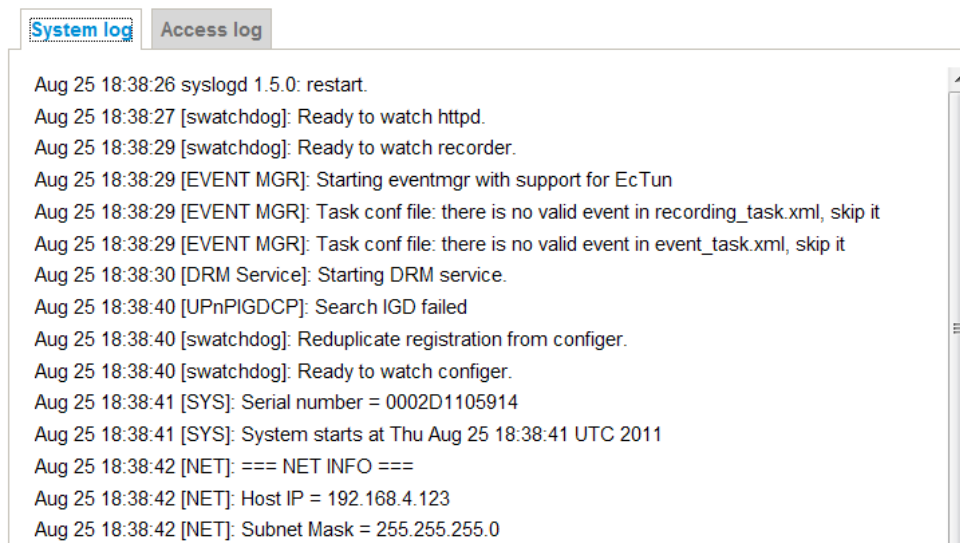 System log Access log
Aug 25 18:38:26 syslogd 1.5.0: restart.
Aug 25 18:38:27 [swatchdog]: Ready to watch httpd.
Aug 25 18:38:29 [swatchdog]: Ready to watch recorder.
Aug 25 18:38:29 [EVENT MGR]: Starting eventmgr with support for EcTun
Aug 25 18:38:29 [EVENT MGR]: Task conf file: there is no valid event in recording_task.xml, skip it
Aug 25 18:38:29 [EVENT MGR]: Task conf file: there is no valid event in event_task.xml, skip it
Aug 25 18:38:30 [DRM Service]: Starting DRM service.
Aug 25 18:38:40 [UPnPIGDCP]: Search IGD failed
Aug 25 18:38:40 [swatchdog]: Reduplicate registration from configer.
Aug 25 18:38:40 [swatchdog]: Ready to watch configer.
Aug 25 18:38:41 [SYS]: Serial number = 0002D1105914
Aug 25 18:38:41 [SYS]: System starts at Thu Aug 25 18:38:41 UTC 2011
Aug 25 18:38:42 [NET]: === NET INFO ===
Aug 25 18:38:42 [NET]: Host IP = 192.168.4.123
Aug 25 18:38:42 [NET]: Subnet Mask = 255.255.255.0